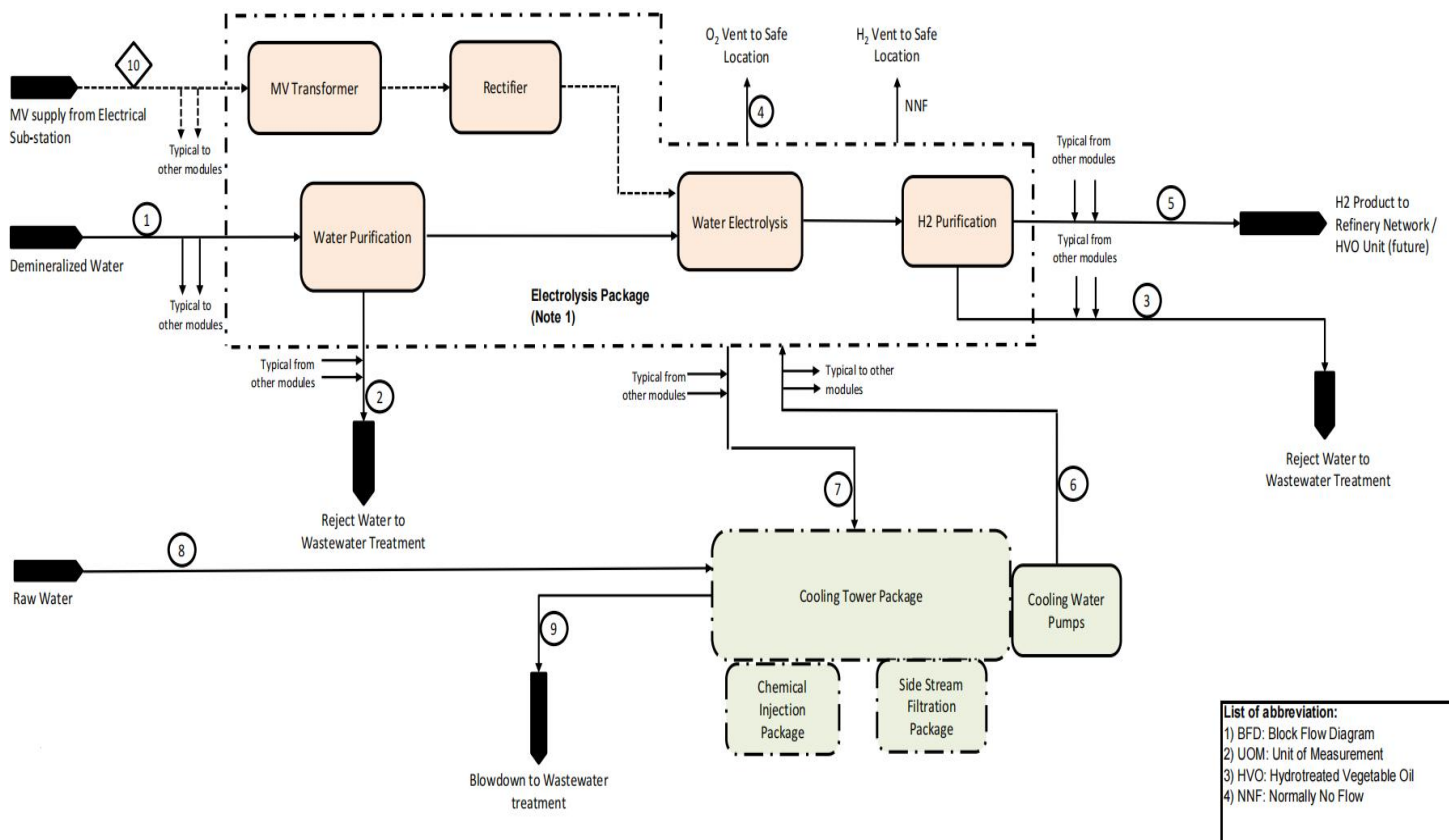 O2 Vent to Safe
Location
H2 Vent to Safe
Location
10
MV Transformer
Rectifier
MV supply from Electrical
Sub-station
4
NNF
Typical to
other modules
Typical from
other modules
1
Water Purification
Water Electrolysis
H2 Purification
5
H2 Product to
Refinery Network /
HVO Unit (future)
Demineralized Water
Typical from
other modules
Typical to
other modules
Electrolysis Package
(Note 1)
3
Typical from
other modules
2
Typical from
other modules
Typical to other
modules
Reject Water to
Wastewater Treatment
7
6
Reject Water to
Wastewater Treatment
8
Raw Water
Cooling Tower Package
Cooling Water
Pumps
9
Chemical
Injection
Package
Side Stream
Filtration
Package
Blowdown to Wastewater
treatment
List of abbreviation:
1) BFD: Block Flow Diagram
2) UOM: Unit of Measurement
3) HVO: Hydrotreated Vegetable Oil
4) NNF: Normally No Flow